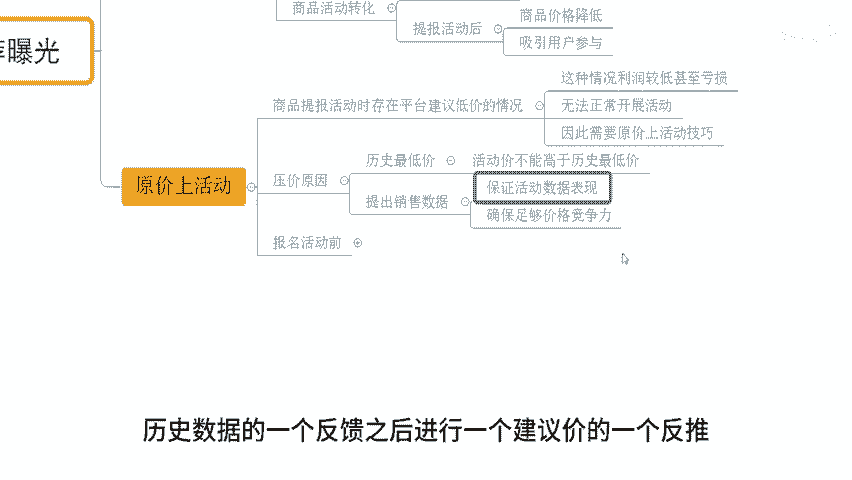 商品活动转化
商品价格降低
提报活动后
吸引用户参与
曝光
这种情况利润较低甚至亏损
商品提报活动时存在平台建议低价的情况
无法正常开展活动
因此需要原价上活动技巧
历史最低价
活动价不能高于历史最低价
原价上活动
压价原因
保证活动数据表现
提出销售数据
确保足够价格竞争力
报名活动前
历史数据的一个反馈之后进行一个建议价的一个反推